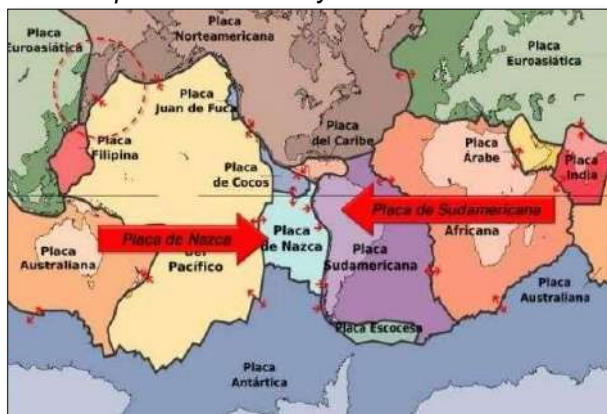 Placa
Euroasiática
Placa
Norteamericana
Placa
Juan de Fuca
Placa
Euroasiática
Placa
Filipina
Placa
del Caribe
Placa
Árabe
Placa
India
Placa
de Cocos
Placa de Nazca
Placa de Sudamericana
Africana
Placa
de Nazca
Placa
Sudamericana
Placa
Australiana
del
Pacífico
Placa
Australiana
Placa Escocesa
Placa
Antártica